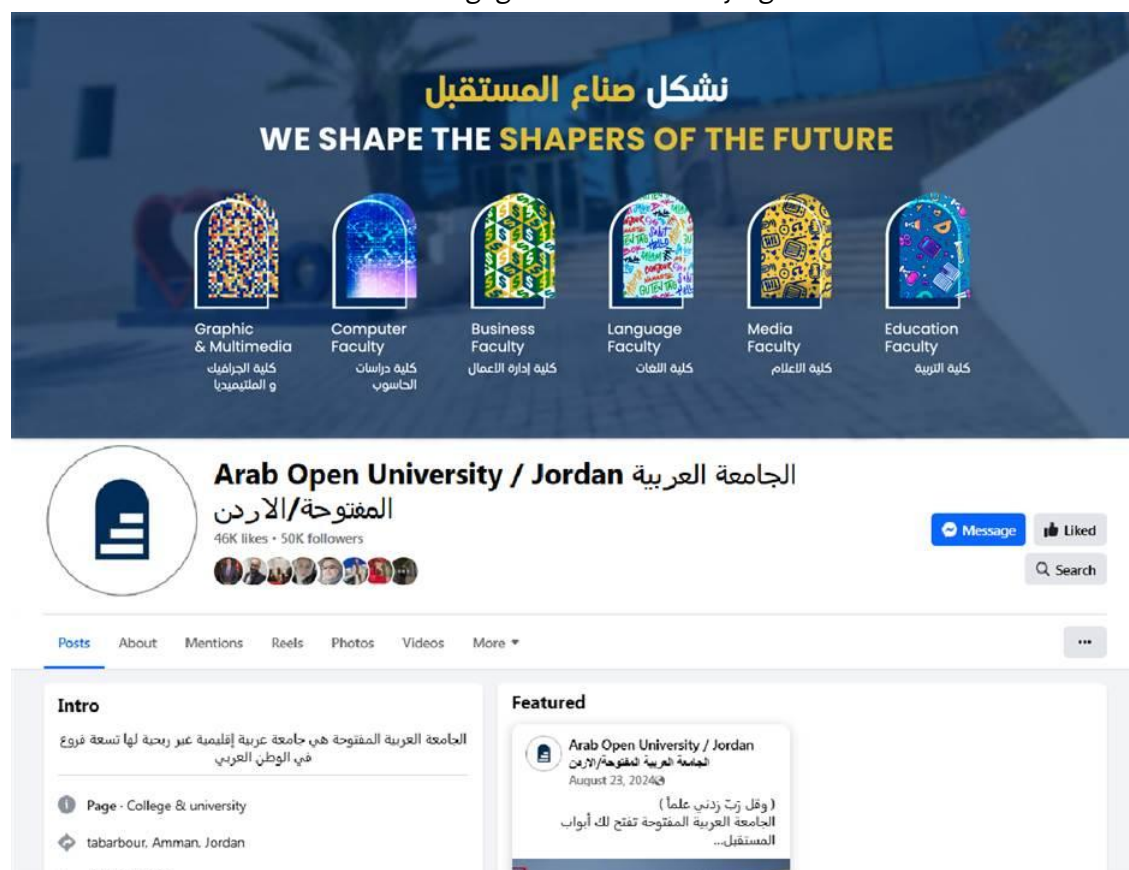 نشكل صناع المستقبل
WE SHAPE THE SHAPERS OF THE FUTURE
Graphic
& Multimedia
كلية الجرافيك
و الملتيميديا
Computer
Faculty
كلية دراسات
الحاسوب
Business
Faculty
كلية إدارة الاعمال
Language
Faculty
كلية اللغات
Media
Faculty
كلية الاعلام
Education
Faculty
كلية التربية
Arab Open University / Jordan الجامعة العربية
المفتوحة/الاردن
46K likes • 50K followers
Message
Liked
Search
Posts
About
Mentions
Reels
Photos
Videos
More
Intro
الجامعة العربية المفتوحة هي جامعة عربية إقليمية غير ربحية لها تسعة فروع
في الوطن العربي
Page · College & university
tabarbour, Amman, Jordan
Featured
Arab Open University / Jordan
الجامعة العربية المفتوحة/الاردن
August 23, 2024
( وقل رَبّ زدني علماً )
الجامعة العربية المفتوحة تفتح لك أبواب
المستقبل...